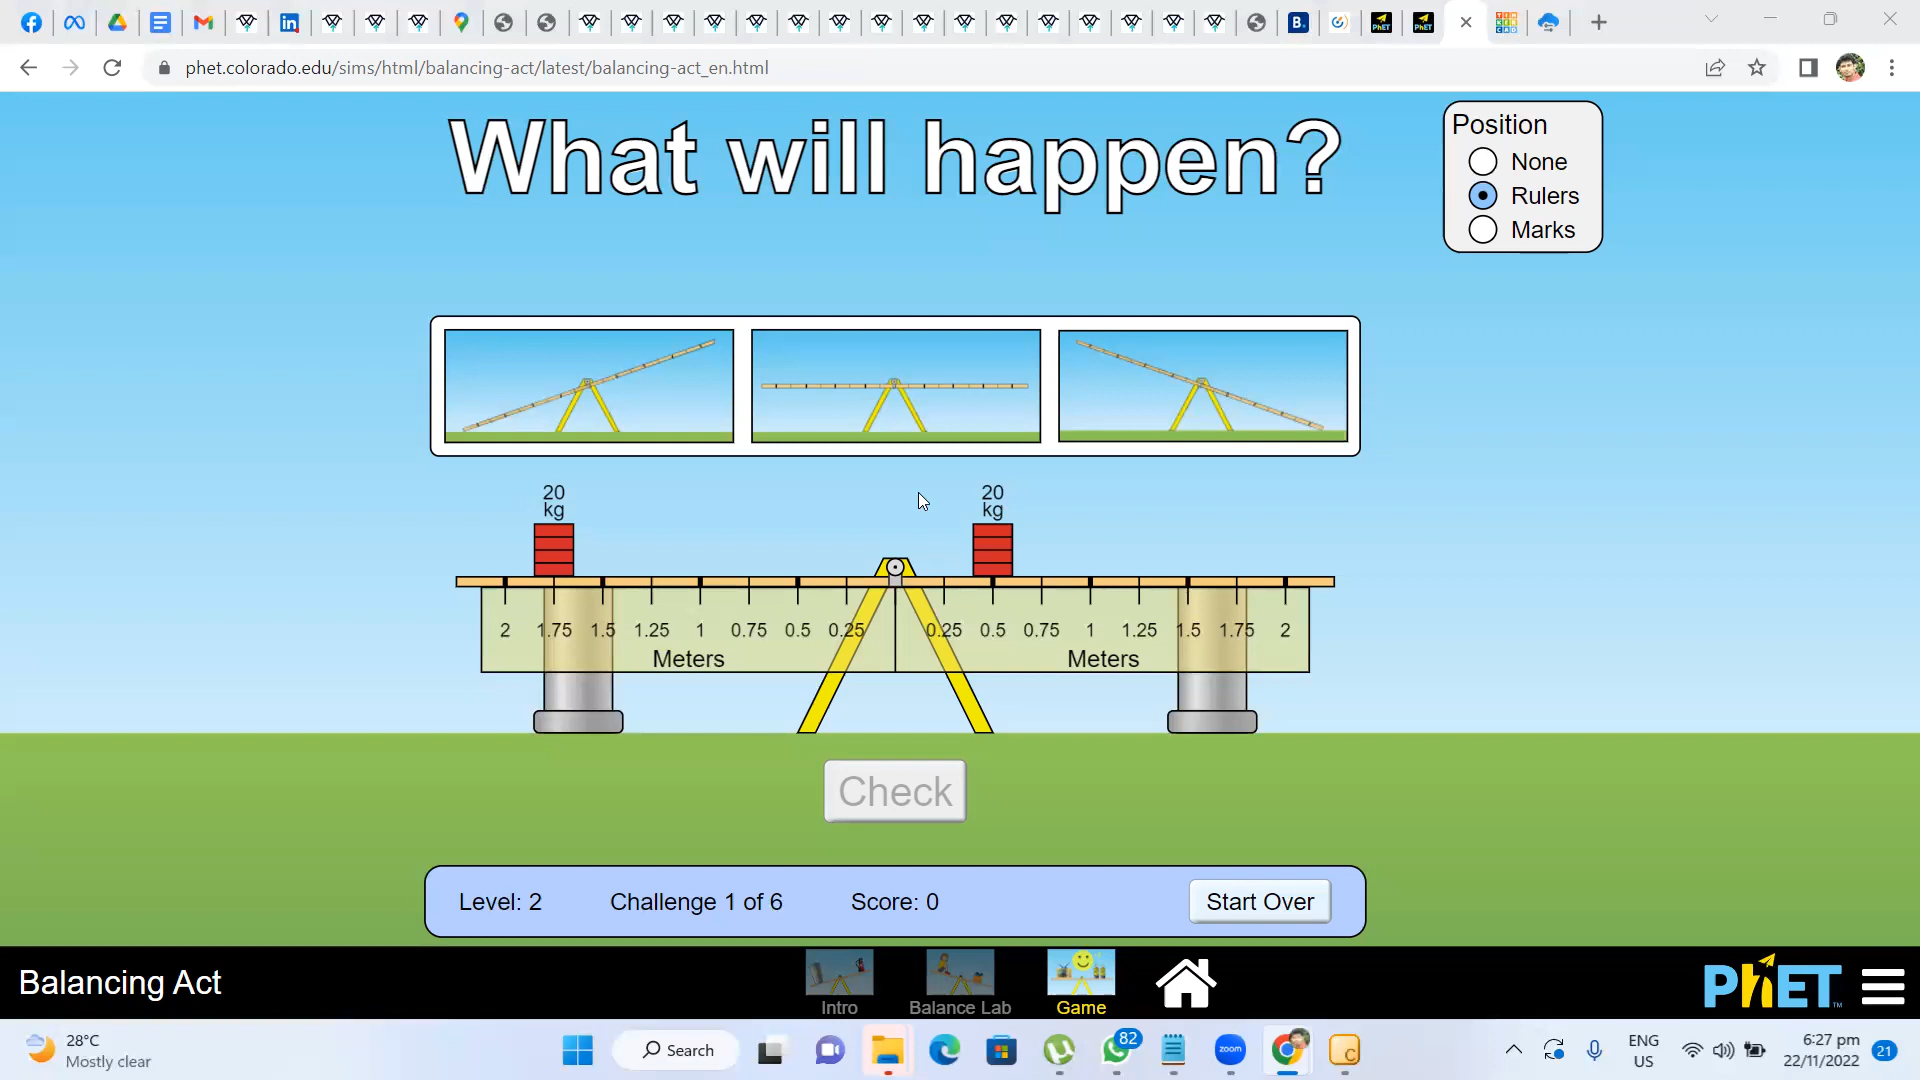 phet.colorado.edu/sims/html/balancing-act/latest/balancing-act_en.html
What will happen?
Position
None
Rulers
Marks
20 kg
20 kg
2 1.75 1.5 1.25 1 0.75 0.5 0.25 0.25 0.5 0.75 1 1.25 1.5 1.75 2
Meters Meters
Check
Level: 2 Challenge 1 of 6 Score: 0 Start Over
Balancing Act
Intro Balance Lab Game
PhET
28°C
Mostly clear
Search
82
zoom
ENG
US
6:27 pm
22/11/2022
21